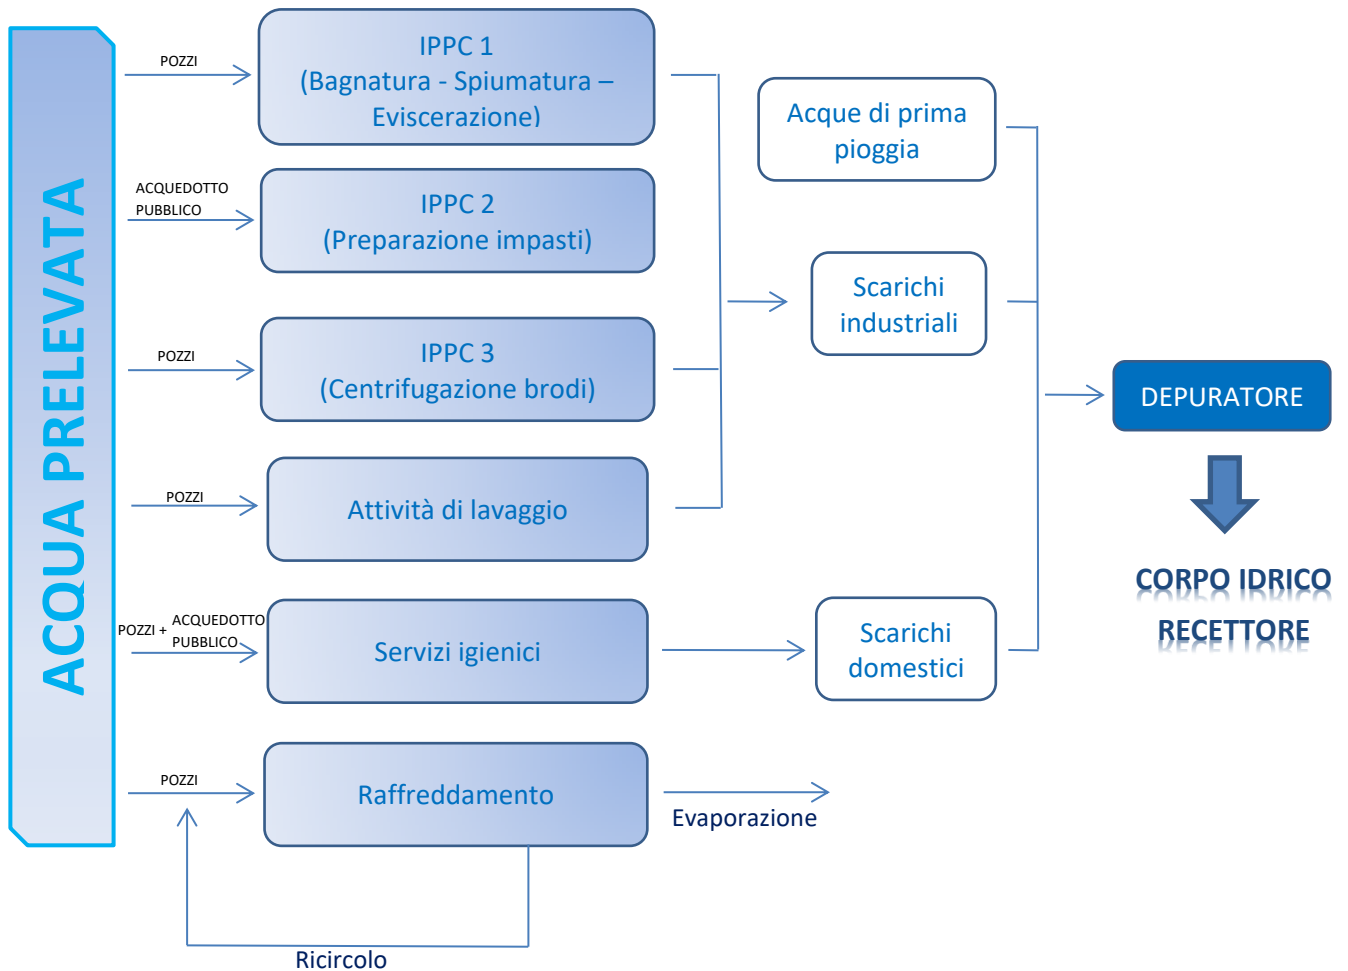 ACQUA PRELEVATA
POZZI
IPPC 1
(Bagnatura - Spiumatura –
Eviscerazione)
Acque di prima
pioggia
ACQUEDOTTO
PUBBLICO
IPPC 2
(Preparazione impasti)
Scarichi
industriali
POZZI
IPPC 3
(Centrifugazione brodi)
DEPURATORE
POZZI
Attività di lavaggio
CORPO IDRICO
RECETTORE
POZZI +
ACQUEDOTTO
PUBBLICO
Servizi igienici
Scarichi
domestici
POZZI
Raffreddamento
Evaporazione
Ricircolo